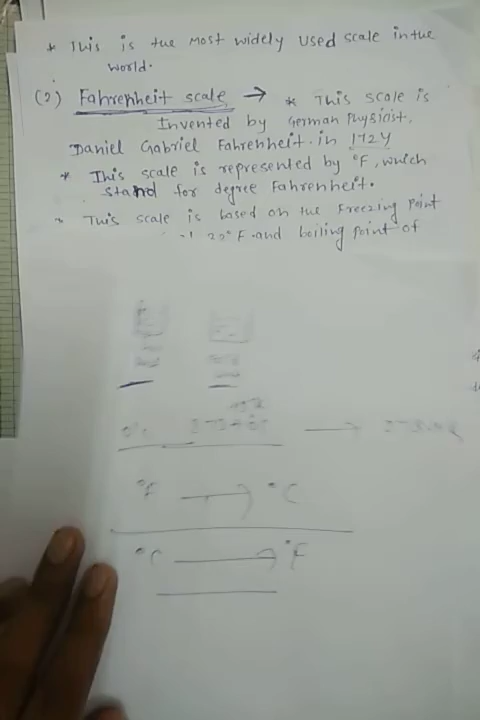 * This is the most widely used scale in the
world.
(2) Fahrenheit scale → * This scale is
Invented by German Physicist.
Daniel Gabriel Fahrenheit in 1724
* This scale is represented by °F, which
stand for degree Fahrenheit.
* This scale is based on the Freezing Point
32° F and boiling point of
°F → °C
°C → °F